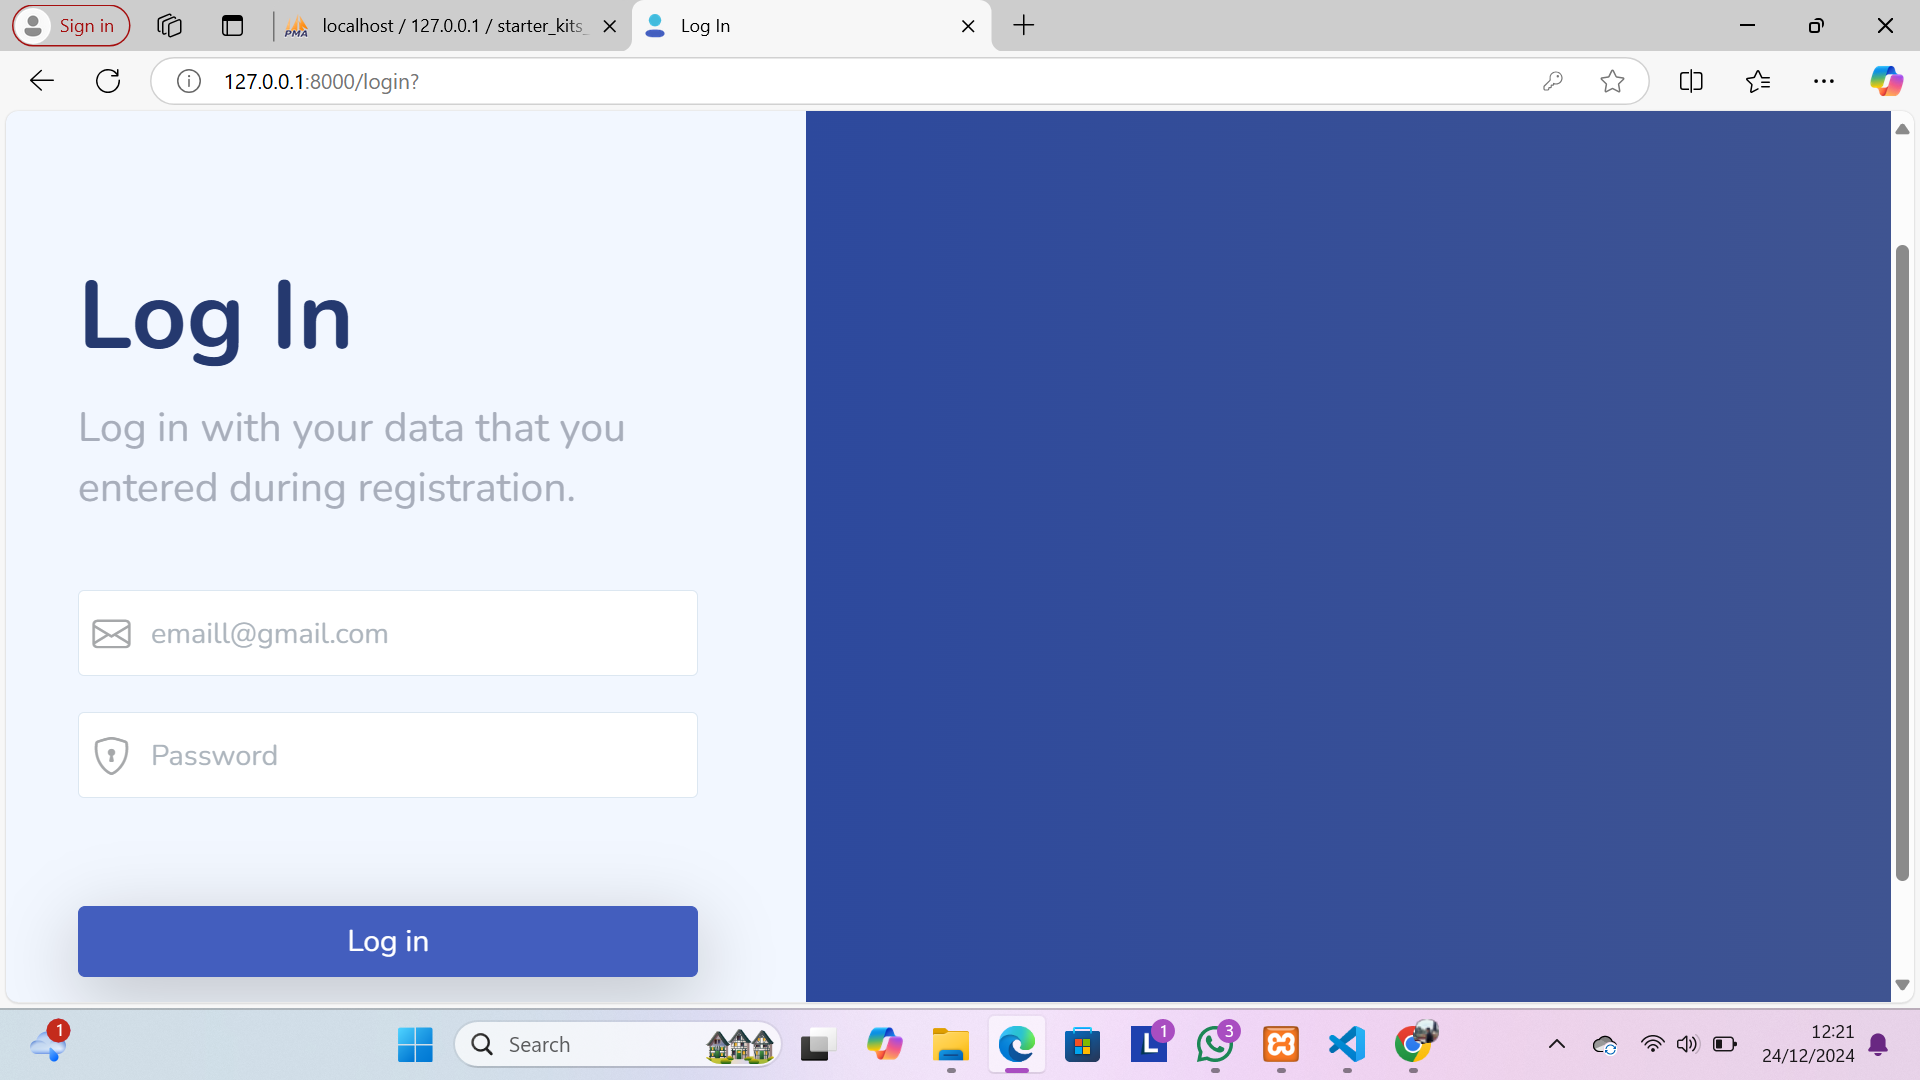 Sign in
PMA
localhost / 127.0.0.1 / starter_kits_
Log In
127.0.0.1:8000/login?
Log In
Log in with your data that you
entered during registration.
emaill@gmail.com
Password
Log in
1
Search
L
1
3
12:21
24/12/2024